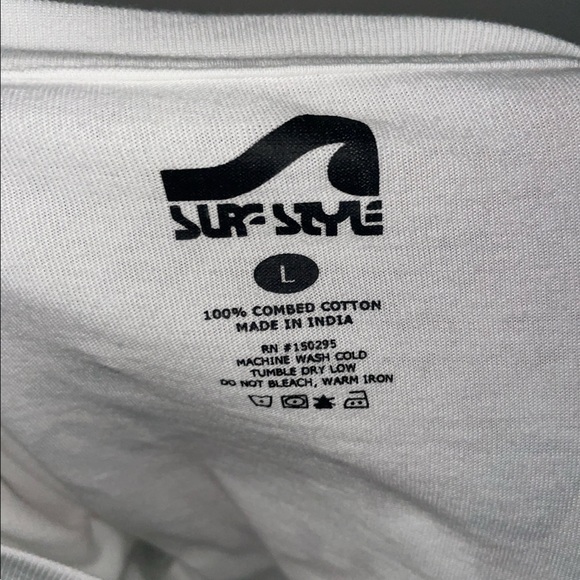 SURF STYLE
L
100% COMBED COTTON
MADE IN INDIA
RN #150295
MACHINE WASH COLD
TUMBLE DRY LOW
DO NOT BLEACH, WARM IRON